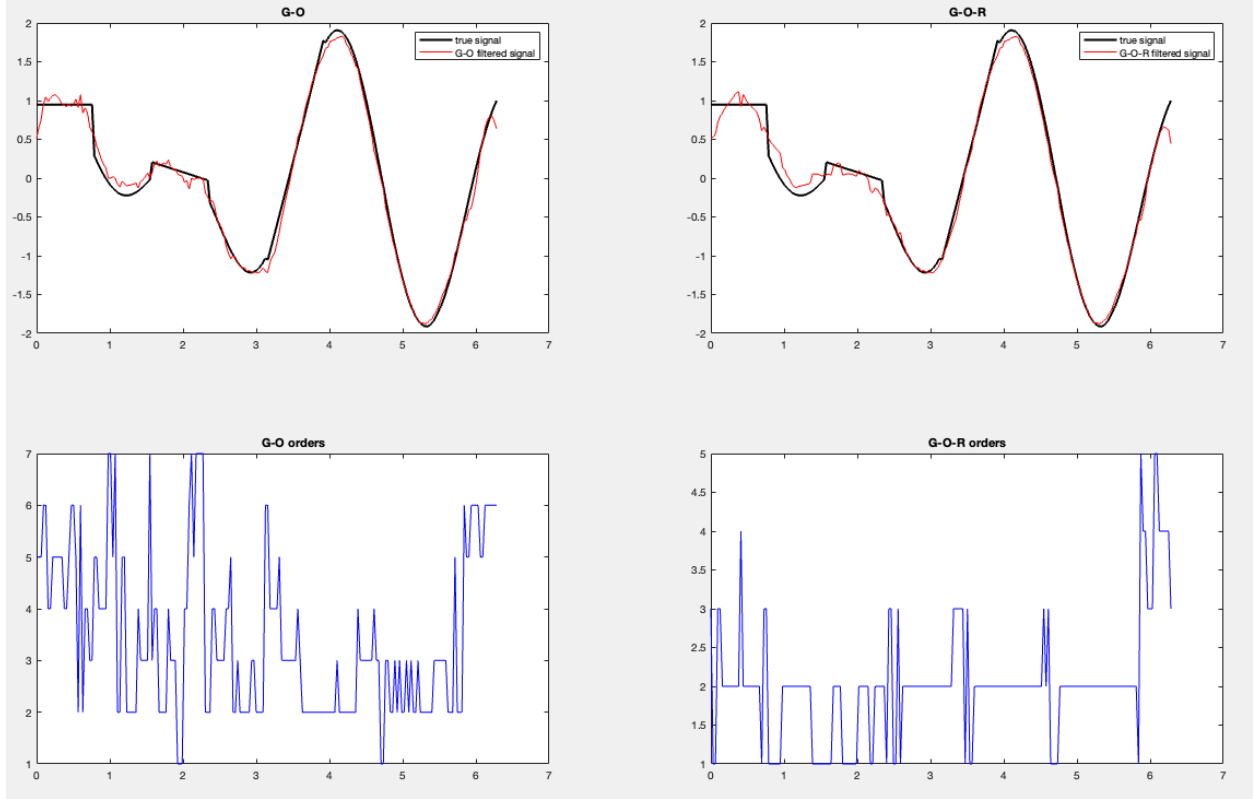 G-O
2
1.5
1
0.5
0
-0.5
-1
-1.5
-2
true signal
G-O filtered signal
0 1 2 3 4 5 6 7
G-O-R
2
1.5
1
0.5
0
-0.5
-1
-1.5
-2
true signal
G-O-R filtered signal
0 1 2 3 4 5 6 7
G-O orders
7
6
5
4
3
2
1
0 1 2 3 4 5 6 7
G-O-R orders
5
4.5
4
3.5
3
2.5
2
1.5
1
0 1 2 3 4 5 6 7